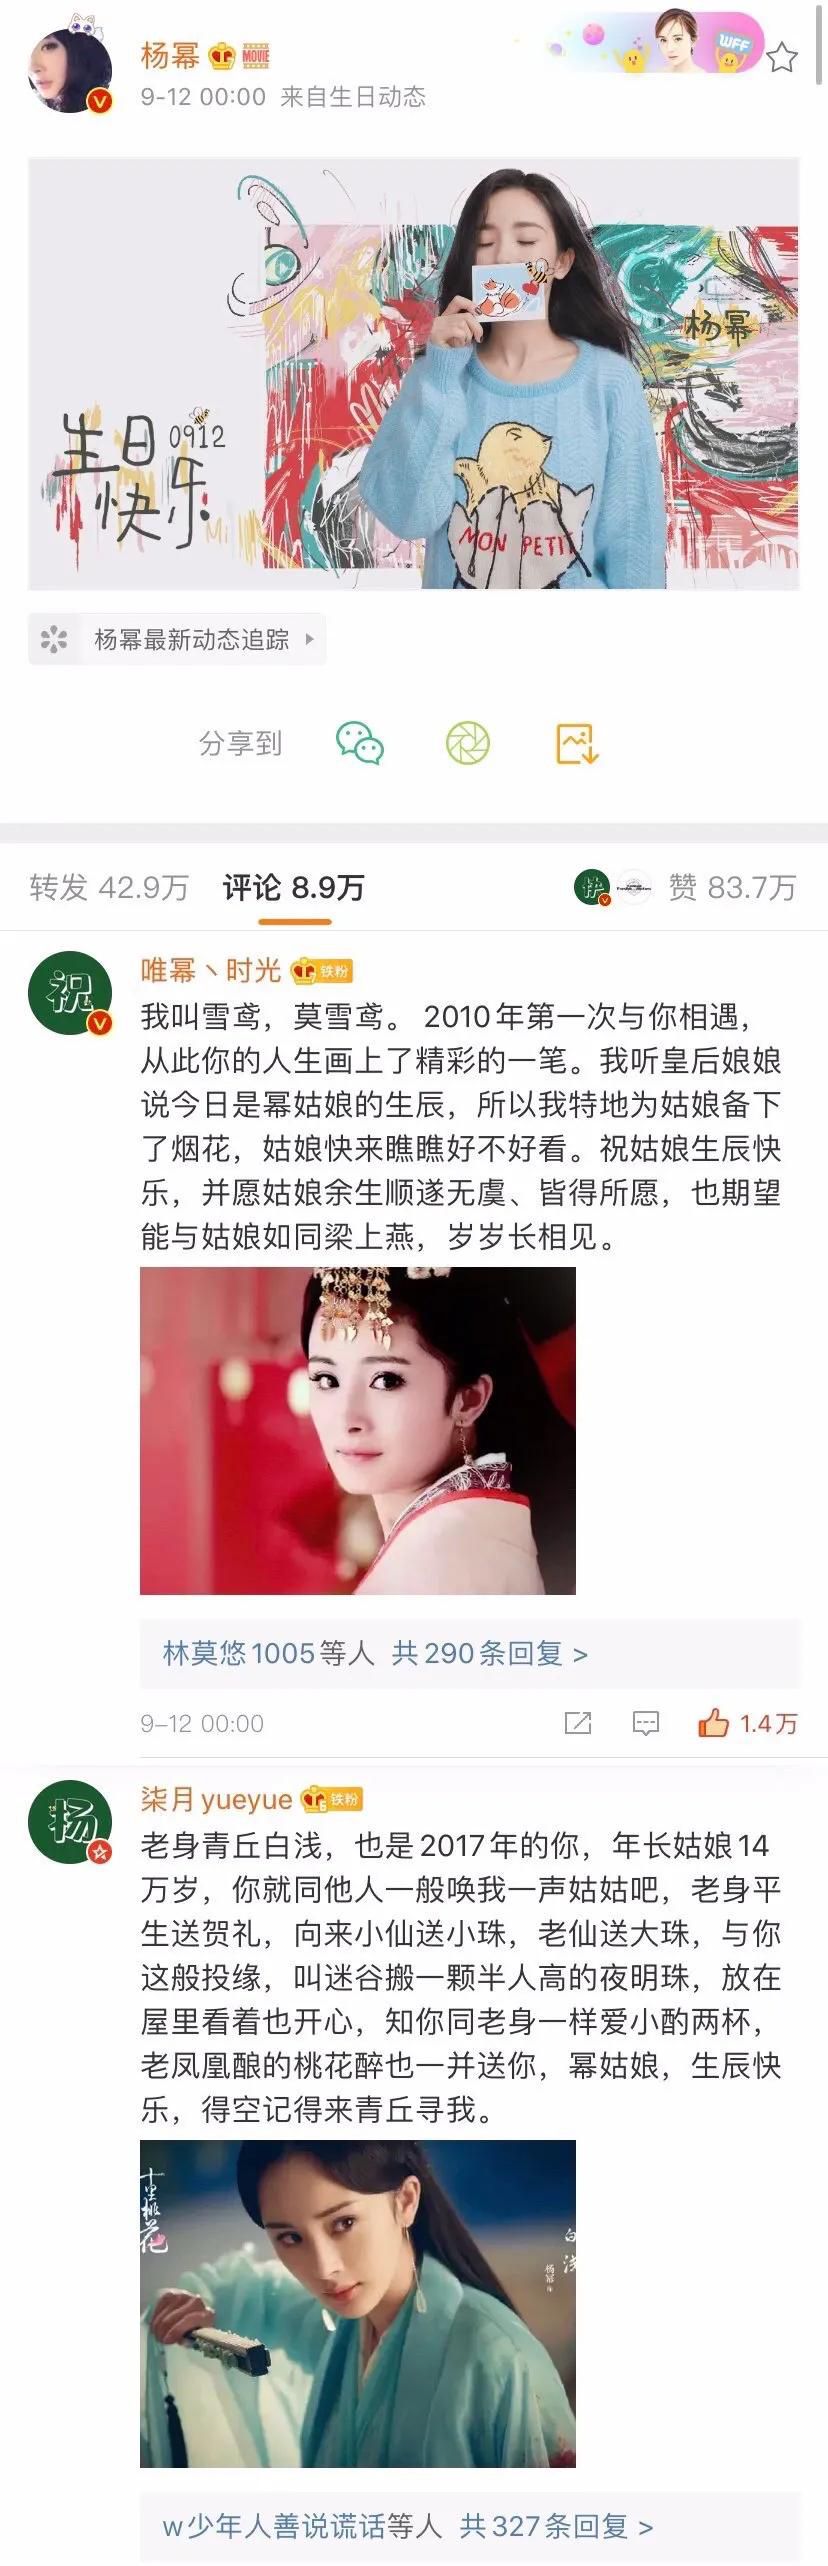 杨幂 MOVIE
WFF
9-12 00:00 来自生日动态
杨幂
生日 0912
快乐
Mi
MON PETIT
杨幂最新动态追踪
分享到
转发 42.9万 评论 8.9万 赞 83.7万
祝
唯幂丶时光 铁粉
我叫雪鸢，莫雪鸢。2010年第一次与你相遇，
从此你的人生画上了精彩的一笔。我听皇后娘娘
说今日是幂姑娘的生辰，所以我特地为姑娘备下
了烟花，姑娘快来瞧瞧好不好看。祝姑娘生辰快
乐，并愿姑娘余生顺遂无虞、皆得所愿，也期望
能与姑娘如同梁上燕，岁岁长相见。
林莫悠1005等人 共290条回复 >
9-12 00:00 1.4万
杨
柒月yueyue 铁粉
老身青丘白浅，也是2017年的你，年长姑娘14
万岁，你就同他人一般唤我一声姑姑吧，老身平
生送贺礼，向来小仙送小珠，老仙送大珠，与你
这般投缘，叫迷谷搬一颗半人高的夜明珠，放在
屋里看着也开心，知你同老身一样爱小酌两杯，
老凤凰酿的桃花醉也一并送你，幂姑娘，生辰快
乐，得空记得来青丘寻我。
十里桃花
白浅
杨幂
w少年人善说谎话等人 共327条回复 >